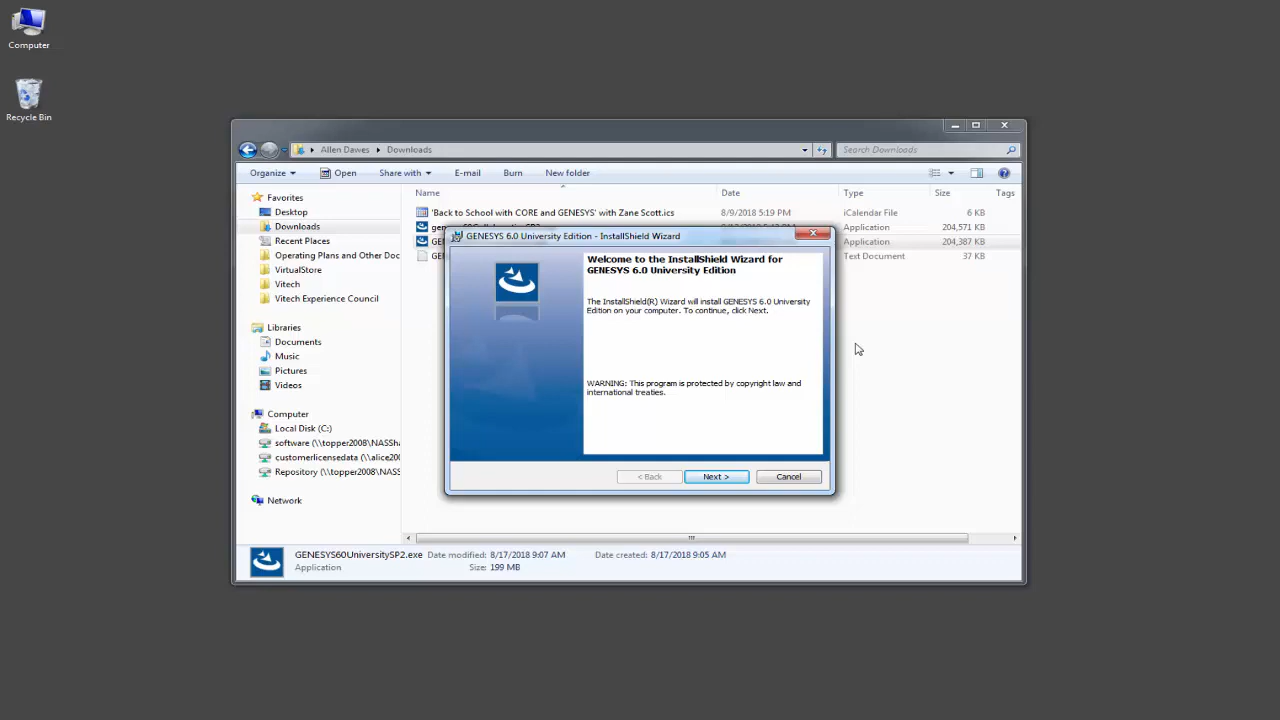 Computer
Recycle Bin
Allen Dawes
Downloads
Search Downloads
Organize
Open
Share with
E-mail
Burn
New folder
Favorites
Desktop
Downloads
Recent Places
Operating Plans and Other Doc
VirtualStore
Vitech
Vitech Experience Council
Libraries
Documents
Music
Pictures
Videos
Computer
Local Disk (C:)
software (\\topper2008\NASSha
customerlicensedata (\\alice200
Repository (\\topper2008\NASS
Network
Name Date Type Size Tags
'Back to School with CORE and GENESYS' with Zane Scott.ics 8/9/2018 5:19 PM iCalendar File 6 KB
Application 204,571 KB
Application 204,387 KB
Text Document 37 KB
GENESYS 6.0 University Edition - InstallShield Wizard
Welcome to the InstallShield Wizard for
GENESYS 6.0 University Edition
The InstallShield(R) Wizard will install GENESYS 6.0 University
Edition on your computer. To continue, click Next.
WARNING: This program is protected by copyright law and
international treaties.
< Back
Next >
Cancel
GENESYS60UniversitySP2.exe Date modified: 8/17/2018 9:07 AM Date created: 8/17/2018 9:05 AM
Application Size: 199 MB